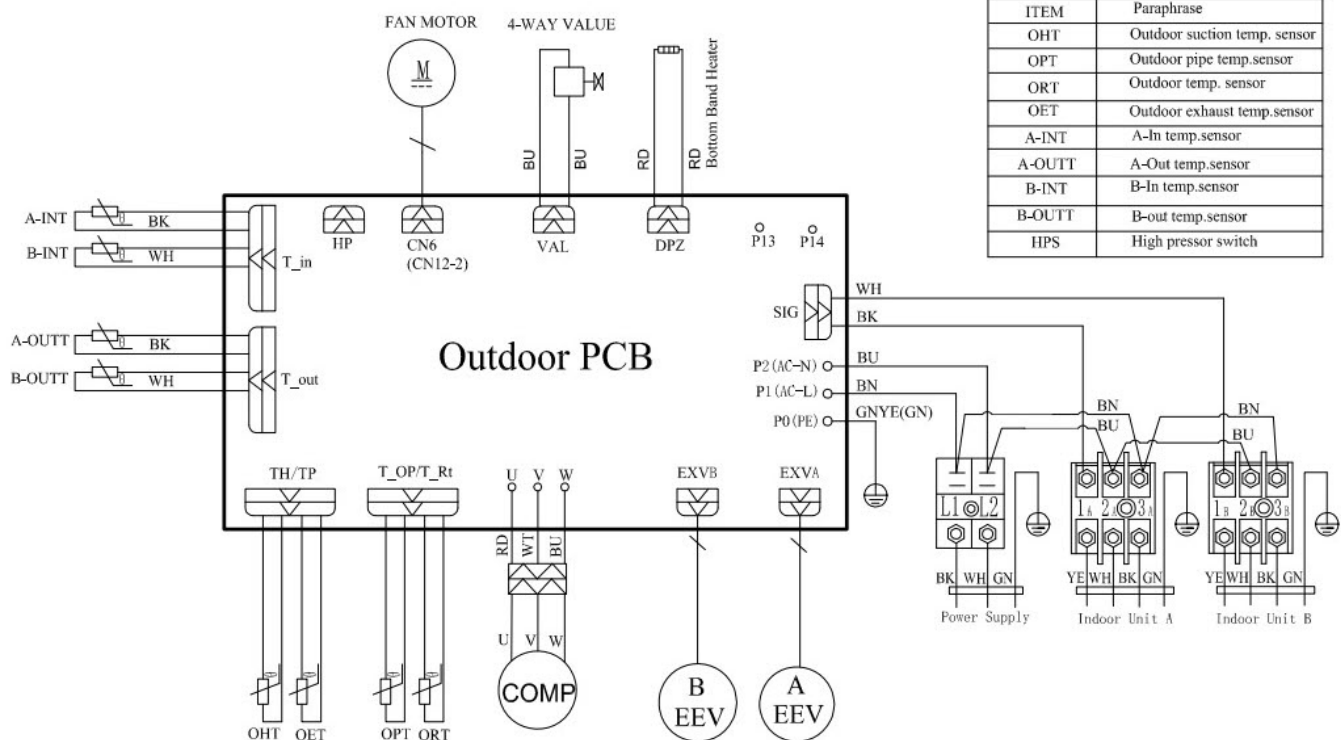 FAN MOTOR
M
4-WAY VALUE
BU
BU
RD
RD
Bottom Band Heater
ITEM Paraphrase
OHT Outdoor suction temp. sensor
OPT Outdoor pipe temp.sensor
ORT Outdoor temp. sensor
OET Outdoor exhaust temp.sensor
A-INT A-In temp.sensor
A-OUTT A-Out temp.sensor
B-INT B-In temp.sensor
B-OUTT B-out temp.sensor
HPS High pressor switch
A-INT BK
B-INT WH
T_in
HP
CN6
(CN12-2)
VAL
DPZ
P13
P14
A-OUTT BK
B-OUTT WH
T_out
Outdoor PCB
SIG
WH
BK
P2(AC-N) BU
P1(AC-L) BN
P0(PE) GNYE(GN)
BN
BU
BN
BU
TH/TP
T_OP/T_Rt
U V W
EXVB
EXVA
RD
WT
BU
L1 L2
1A 2A 3A
1B 2B 3B
BK WH GN
YE WH BK GN
YE WH BK GN
Power Supply
Indoor Unit A
Indoor Unit B
U V W
COMP
B
EEV
A
EEV
OHT OET
OPT ORT